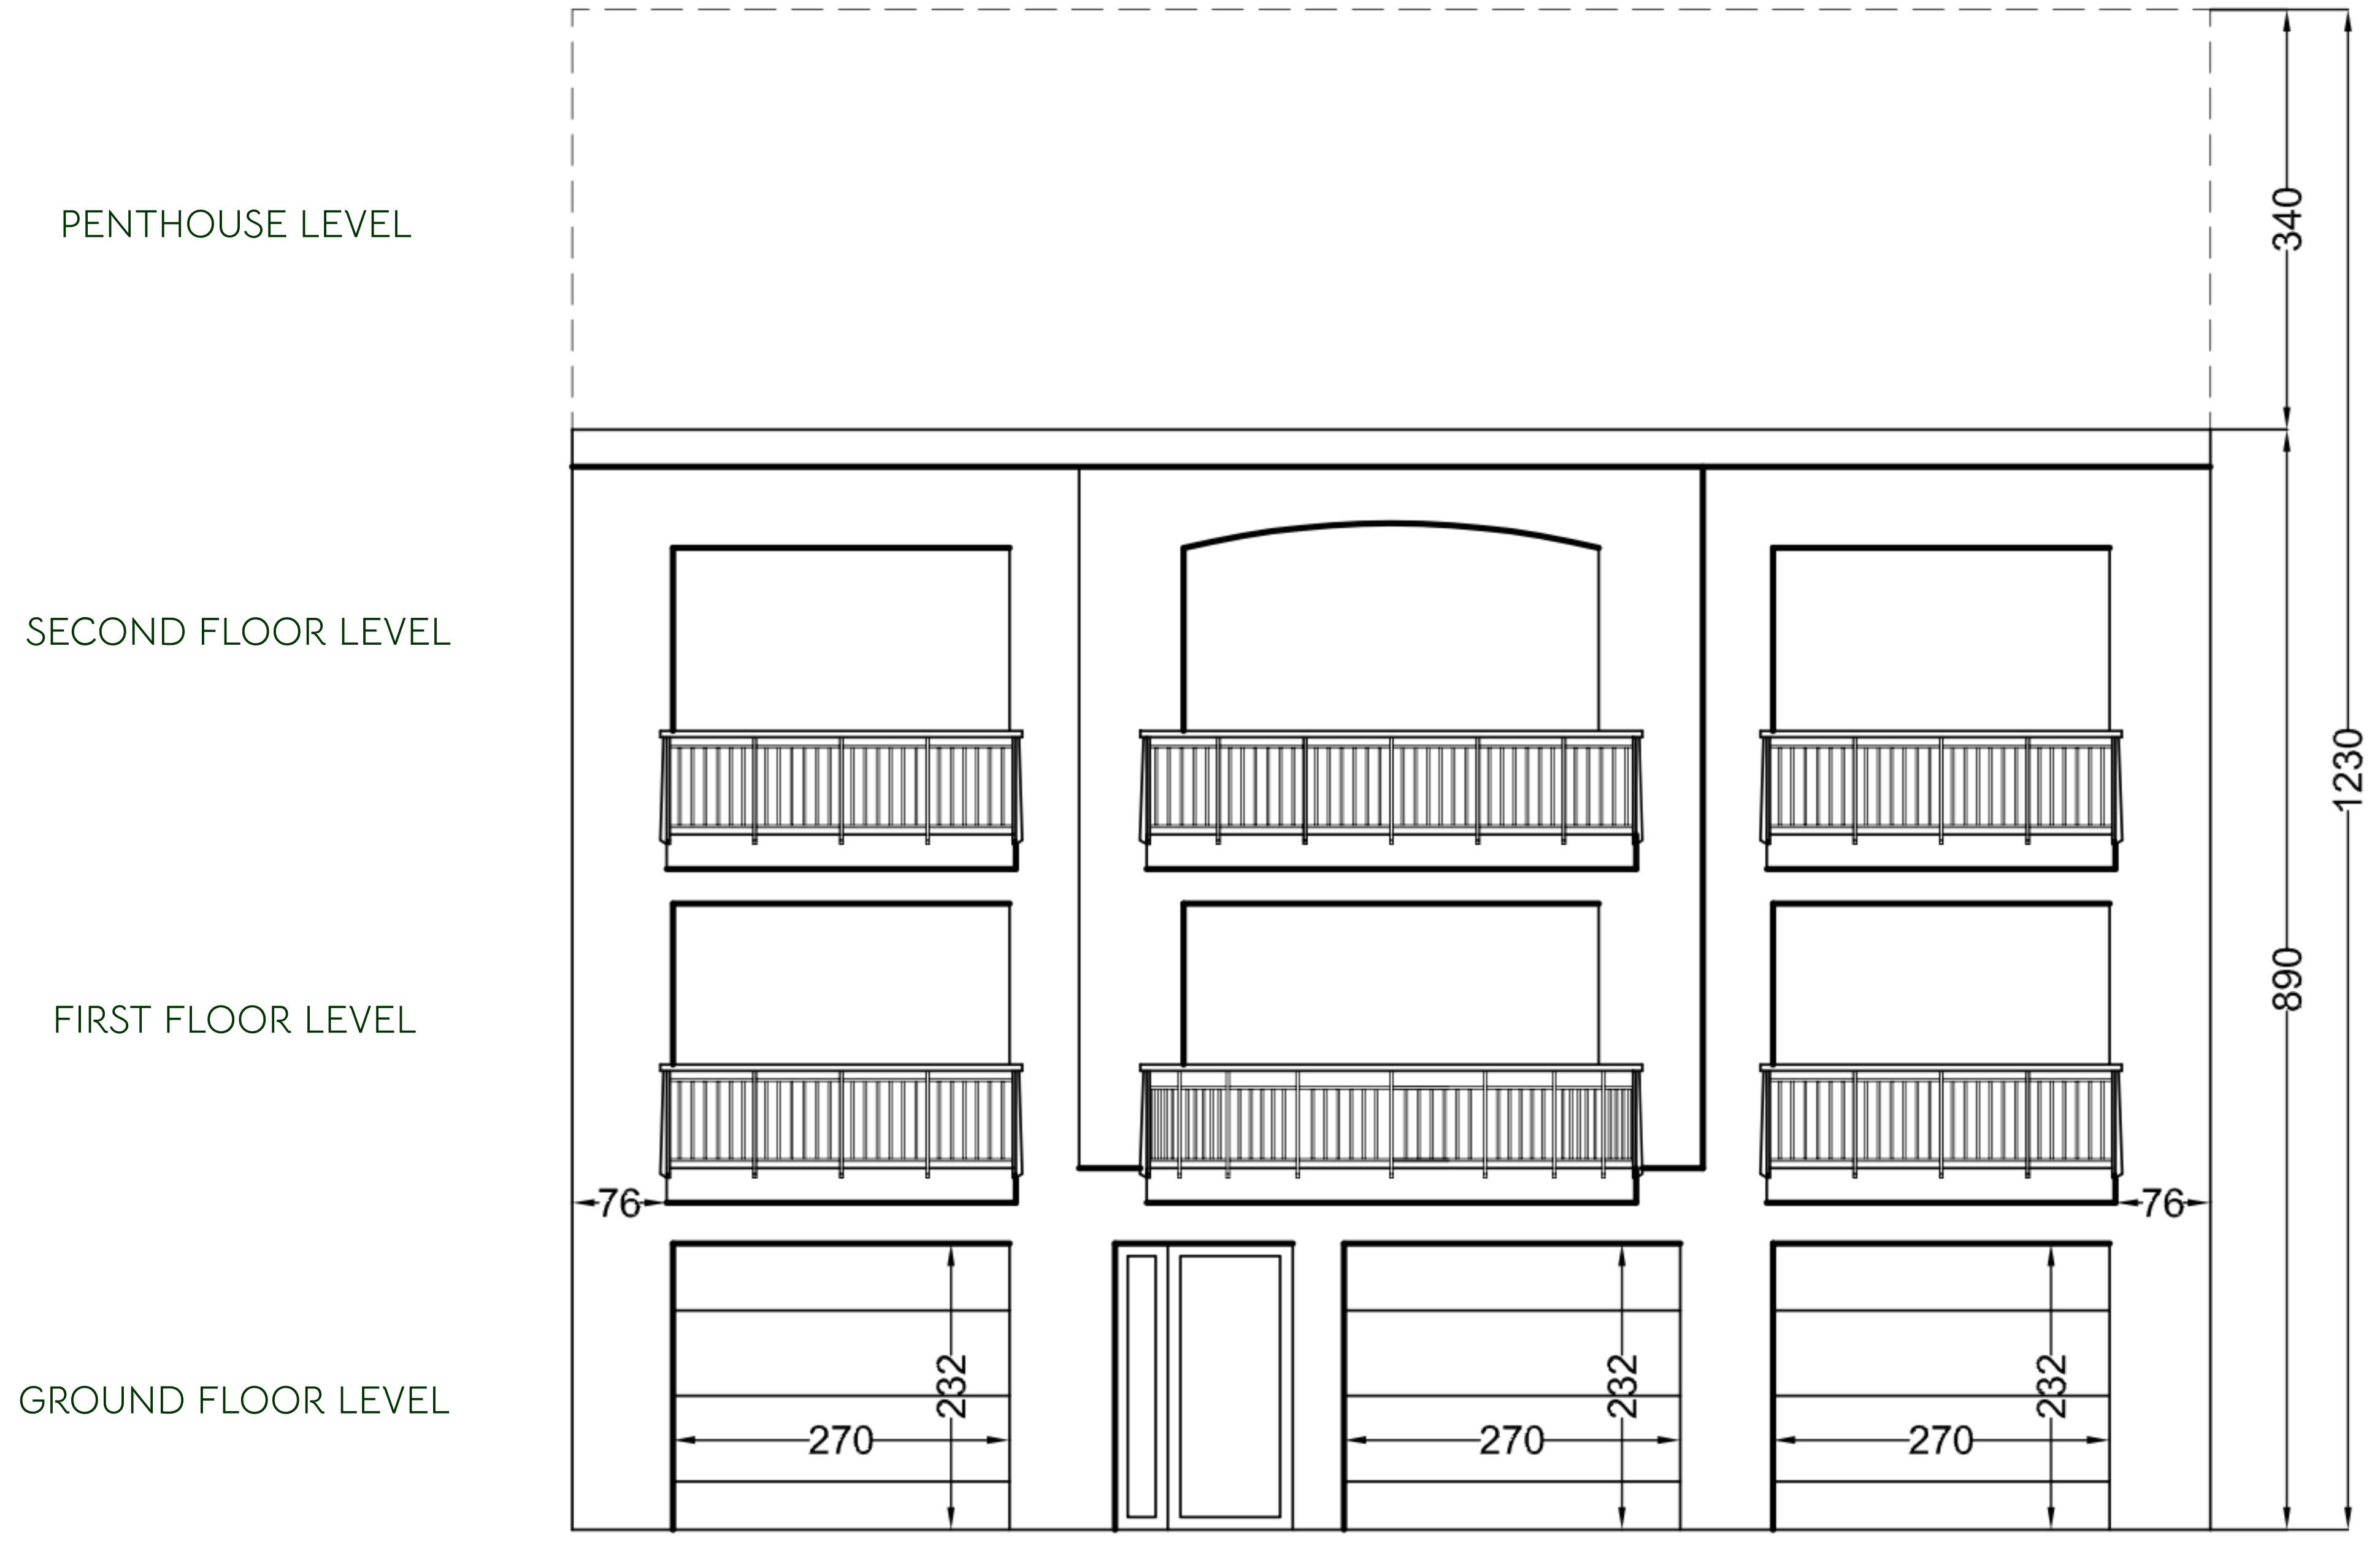 PENTHOUSE LEVEL
340
SECOND FLOOR LEVEL
1230
890
FIRST FLOOR LEVEL
76 76
232 232 232
GROUND FLOOR LEVEL
270 270 270